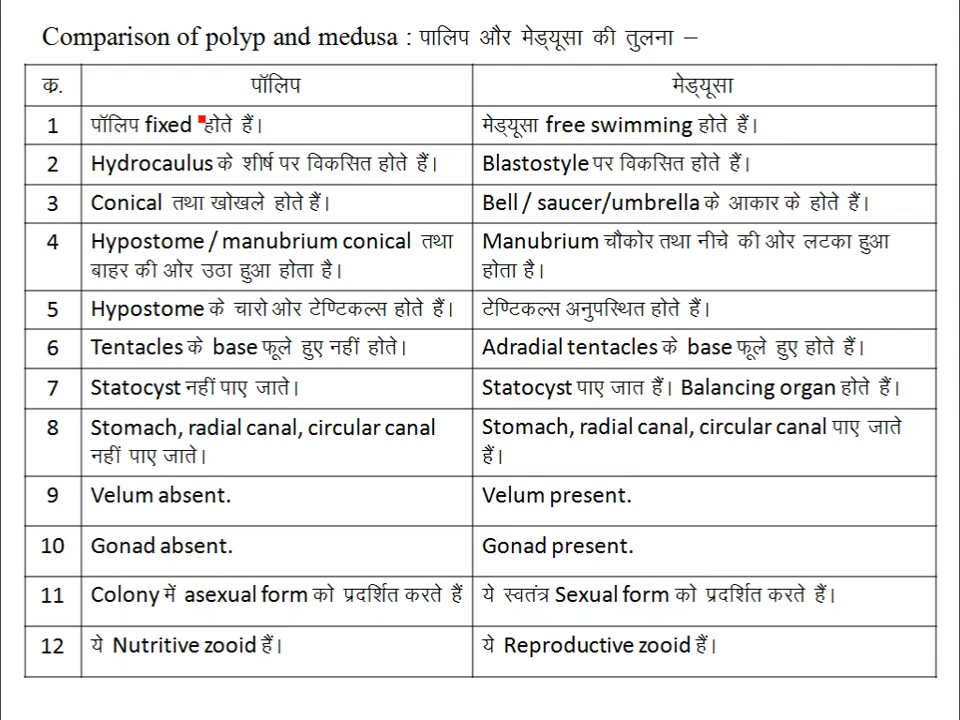 Comparison of polyp and medusa : पालिप और मेड्यूसा की तुलना –
क. पॉलिप मेड्यूसा
1 पॉलिप fixed होते हैं। मेड्यूसा free swimming होते हैं।
2 Hydrocaulus के शीर्ष पर विकसित होते हैं। Blastostyle पर विकसित होते हैं।
3 Conical तथा खोखले होते हैं। Bell / saucer/umbrella के आकार के होते हैं।
4 Hypostome / manubrium conical तथा Manubrium चौकोर तथा नीचे की ओर लटका हुआ
बाहर की ओर उठा हुआ होता है। होता है।
5 Hypostome के चारो ओर टेण्टिकल्स होते हैं। टेण्टिकल्स अनुपस्थित होते हैं।
6 Tentacles के base फूले हुए नहीं होते। Adradial tentacles के base फूले हुए होते हैं।
7 Statocyst नहीं पाए जाते। Statocyst पाए जात हैं। Balancing organ होते हैं।
8 Stomach, radial canal, circular canal Stomach, radial canal, circular canal पाए जाते
नहीं पाए जाते। हैं।
9 Velum absent. Velum present.
10 Gonad absent. Gonad present.
11 Colony में asexual form को प्रदर्शित करते हैं ये स्वतंत्र Sexual form को प्रदर्शित करते हैं।
12 ये Nutritive zooid हैं। ये Reproductive zooid हैं।